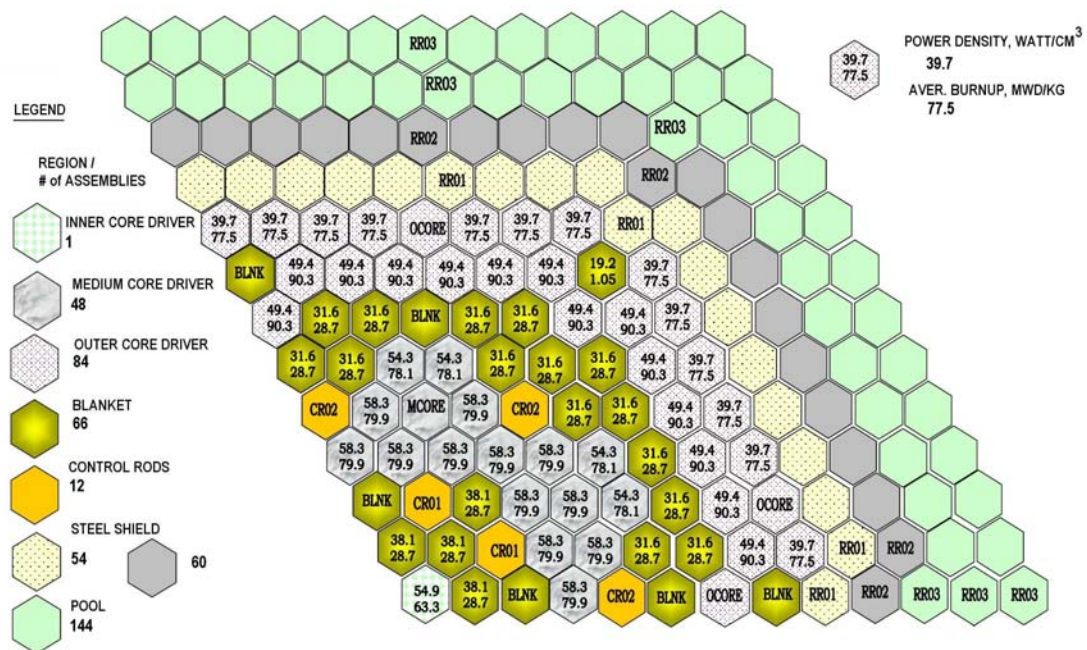 RR03
RR03
RR02 RR03
RR01 RR02
39.7 39.7 39.7 39.7 OCORE 39.7 39.7 39.7 RR01
77.5 77.5 77.5 77.5 77.5 77.5 77.5
BLNK 49.4 49.4 49.4 49.4 49.4 49.4 19.2 39.7
90.3 90.3 90.3 90.3 90.3 90.3 1.05 77.5
49.4 31.6 31.6 BLNK 31.6 31.6 49.4 49.4 39.7
90.3 28.7 28.7 28.7 28.7 90.3 90.3 77.5
31.6 31.6 54.3 54.3 31.6 31.6 31.6 49.4 39.7
28.7 28.7 78.1 78.1 28.7 28.7 28.7 90.3 77.5
CR02 58.3 MCORE 58.3 CR02 31.6 31.6 49.4 39.7
79.9 79.9 28.7 28.7 90.3 77.5
58.3 58.3 58.3 58.3 58.3 54.3 31.6 49.4 39.7
79.9 79.9 79.9 79.9 79.9 78.1 28.7 90.3 77.5
BLNK CR01 38.1 58.3 58.3 54.3 31.6 49.4 OCORE
28.7 79.9 79.9 78.1 28.7 90.3
38.1 38.1 CR01 58.3 58.3 31.6 31.6 49.4 39.7 RR01 RR02
28.7 28.7 79.9 79.9 28.7 28.7 90.3 77.5
54.9 38.1 BLNK 58.3 CR02 BLNK OCORE BLNK RR01 RR02 RR03 RR03 RR03
63.3 28.7 79.9
39.7
77.5
POWER DENSITY, WATT/CM3
39.7
AVER. BURNUP, MWD/KG
77.5
LEGEND
REGION /
# of ASSEMBLIES
INNER CORE DRIVER
1
MEDIUM CORE DRIVER
48
OUTER CORE DRIVER
84
BLANKET
66
CONTROL RODS
12
STEEL SHIELD
54 60
POOL
144